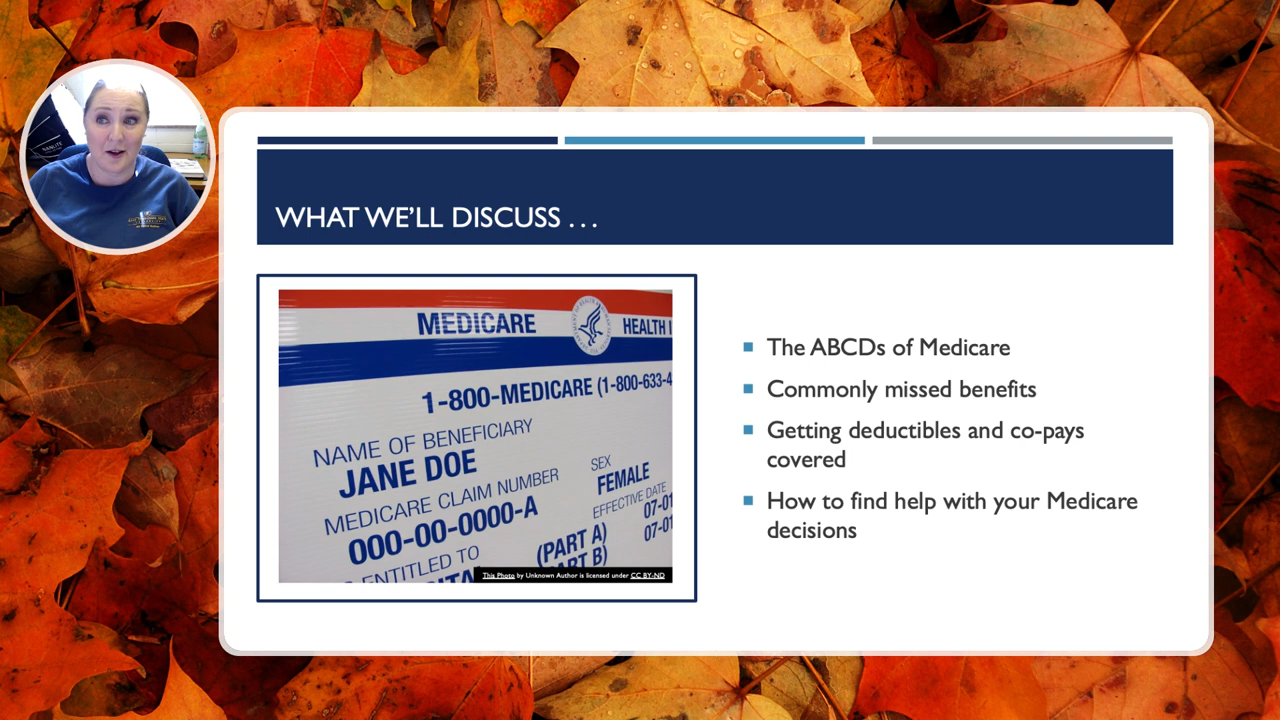 WHAT WE'LL DISCUSS . . .
MEDICARE
HEALTH I
1-800-MEDICARE (1-800-633-4
NAME OF BENEFICIARY
JANE DOE
MEDICARE CLAIM NUMBER
SEX
000-00-0000-A
FEMALE
EFFECTIVE DATE
ENTITLED TO
(PART A)
07-01
07-01
This Photo by Unknown Author is licensed under CC BY-ND
The ABCDs of Medicare
Commonly missed benefits
Getting deductibles and co-pays
covered
How to find help with your Medicare
decisions